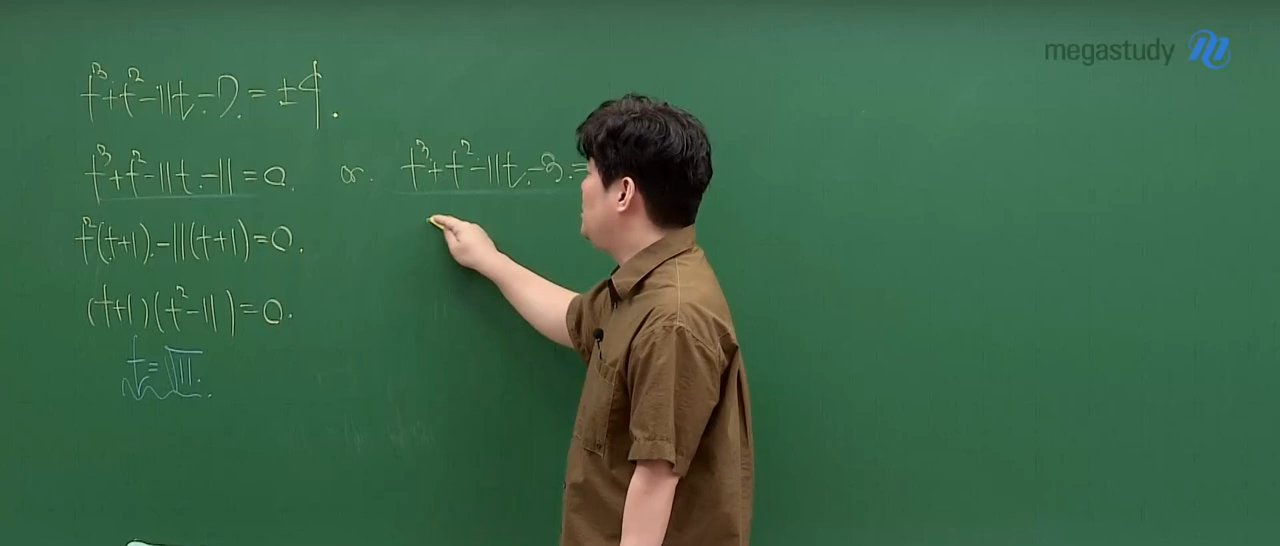 megastudy
t³+t²-11t-7=±4.
t³+t²-11t-11=0. or. t³+t²-11t-3=
t²(t+1)-11(t+1)=0.
(t+1)(t²-11)=0.
t=√11.